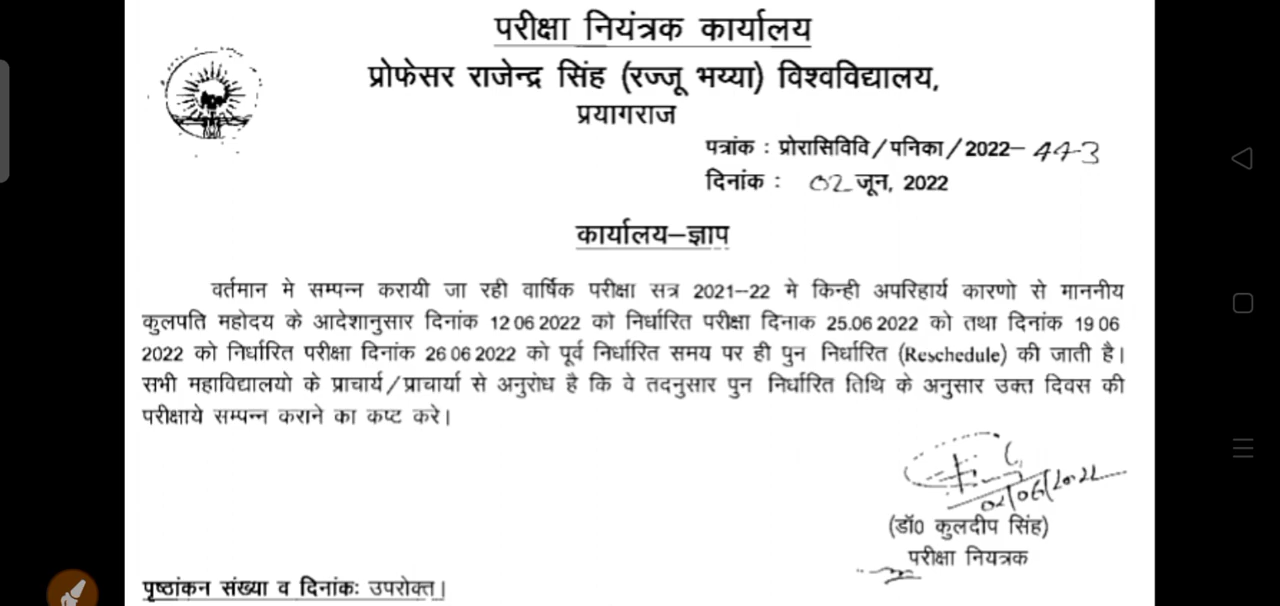 परीक्षा नियंत्रक कार्यालय
प्रोफेसर राजेन्द्र सिंह (रज्जू भय्या) विश्वविद्यालय,
प्रयागराज
पत्रांक : प्रोरासिविवि/पनिका/2022– 443
दिनांक : 02 जून, 2022
कार्यालय–ज्ञाप
वर्तमान मे सम्पन्न करायी जा रही वार्षिक परीक्षा सत्र 2021–22 मे किन्ही अपरिहार्य कारणो से माननीय
कुलपति महोदय के आदेशानुसार दिनांक 12 06 2022 को निर्धारित परीक्षा दिनाक 25.06 2022 को तथा दिनांक 19 06
2022 को निर्धारित परीक्षा दिनांक 26 06 2022 को पूर्व निर्धारित समय पर ही पुन निर्धारित (Reschedule) की जाती है।
सभी महाविद्यालयो के प्राचार्य/प्राचार्या से अनुरोध है कि वे तदनुसार पुन निर्धारित तिथि के अनुसार उक्त दिवस की
परीक्षाये सम्पन्न कराने का कष्ट करे।
02/06/2022
(डॉ0 कुलदीप सिंह)
परीक्षा नियत्रक
पृष्ठांकन संख्या व दिनांकः उपरोक्त।